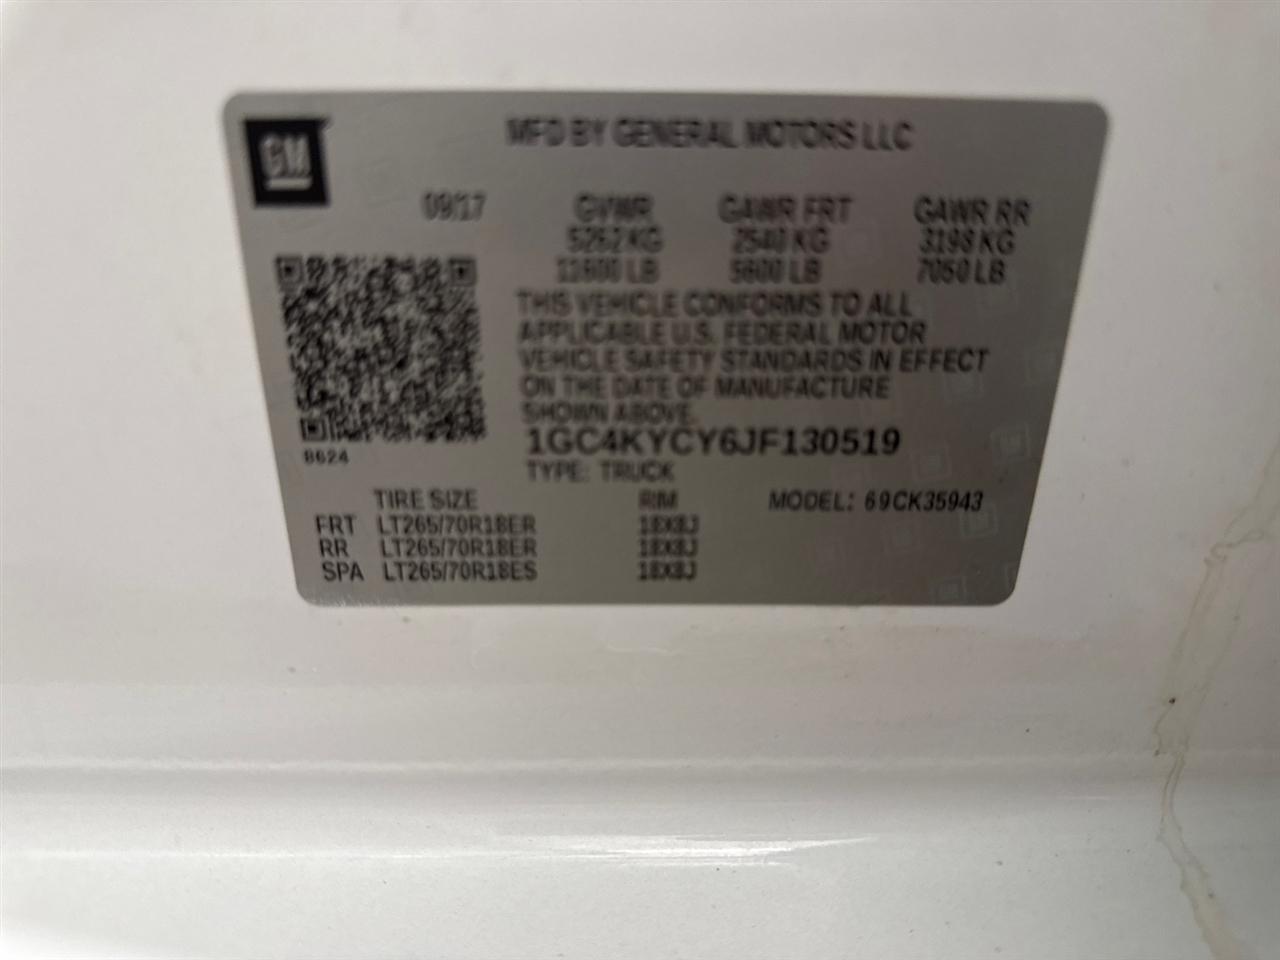 GM
MFD BY GENERAL MOTORS LLC
09/17 GVWR GAWR FRT GAWR RR
5262 KG 2540 KG 3198 KG
11600 LB 5600 LB 7050 LB
THIS VEHICLE CONFORMS TO ALL
APPLICABLE U.S. FEDERAL MOTOR
VEHICLE SAFETY STANDARDS IN EFFECT
ON THE DATE OF MANUFACTURE
SHOWN ABOVE.
1GC4KYCY6JF130519
8624
TYPE: TRUCK
TIRE SIZE RIM MODEL: 69CK35943
FRT LT265/70R18ER 18X8J
RR LT265/70R18ER 18X8J
SPA LT265/70R18ES 18X8J